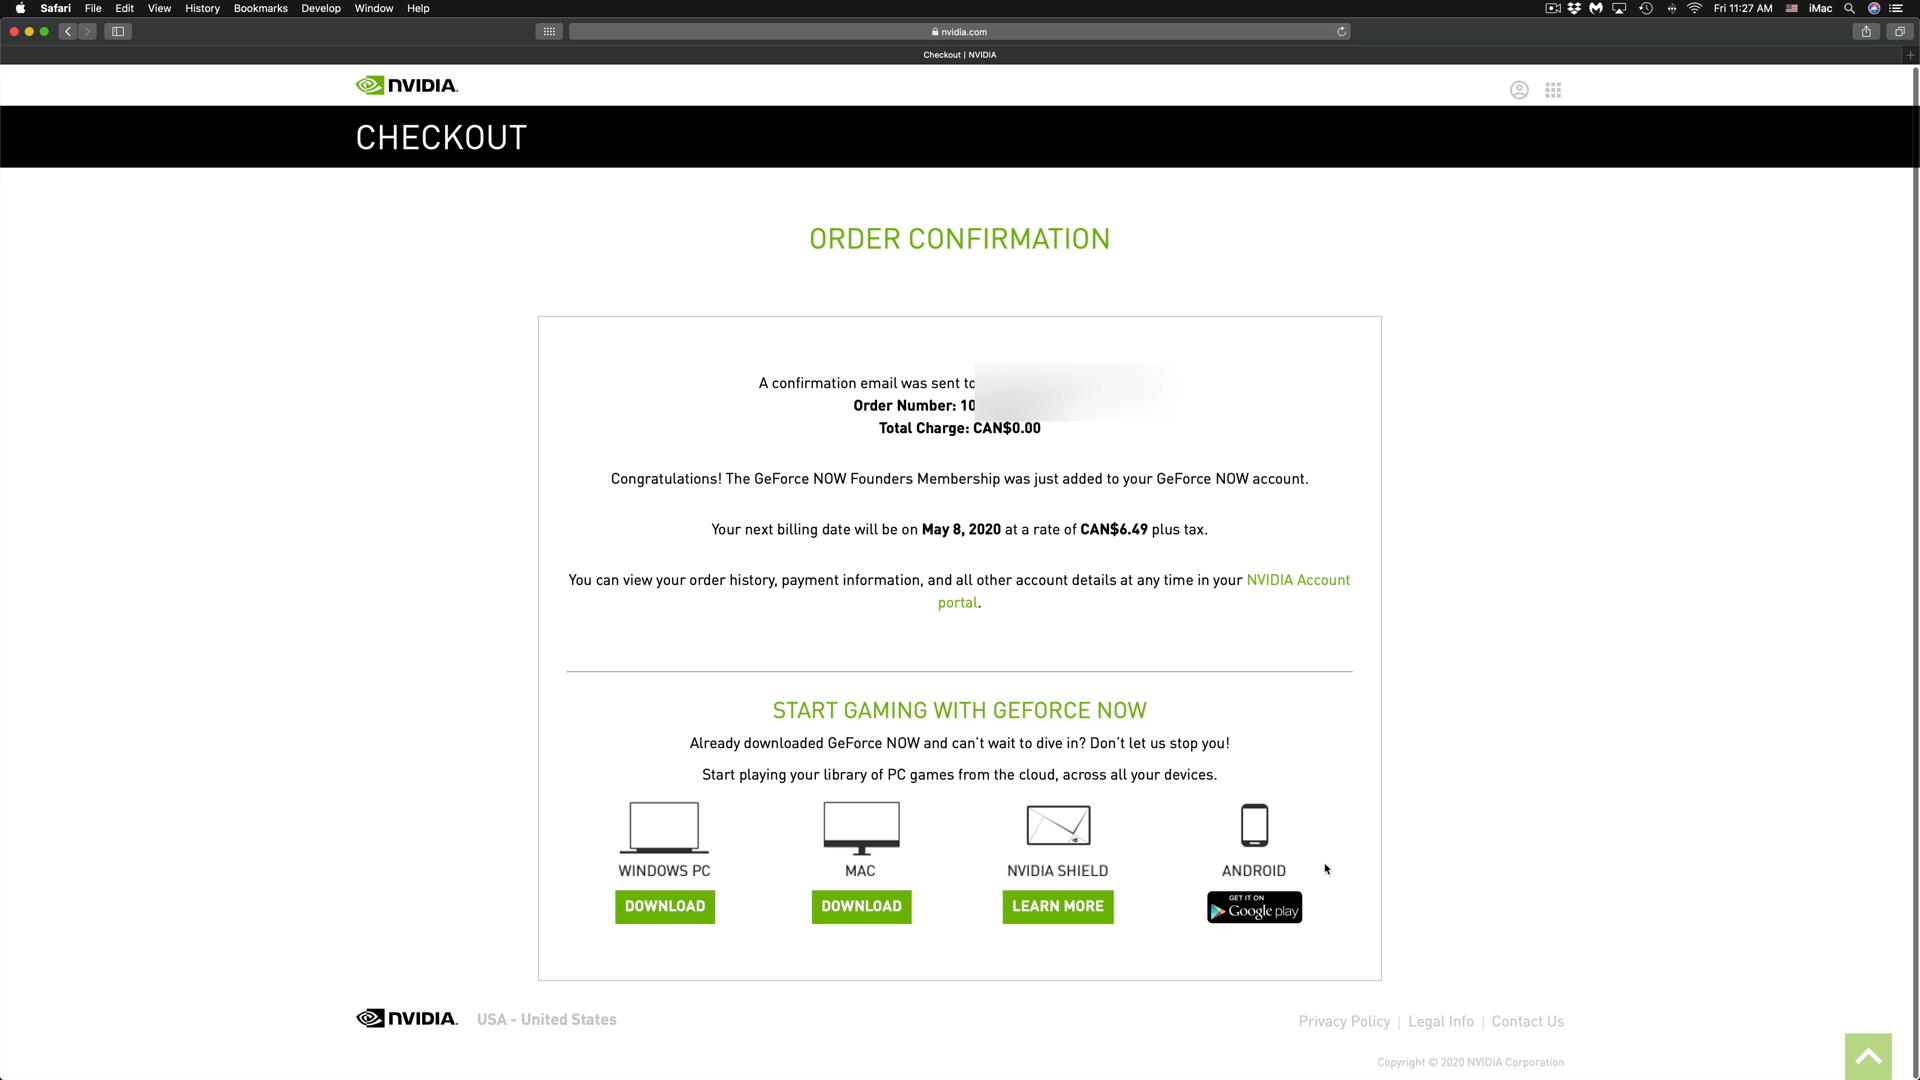 Safari File Edit View History Bookmarks Develop Window Help
Fri 11:27 AM iMac
nvidia.com
Checkout | NVIDIA
NVIDIA.
CHECKOUT
ORDER CONFIRMATION
A confirmation email was sent to
Order Number: 10
Total Charge: CAN$0.00
Congratulations! The GeForce NOW Founders Membership was just added to your GeForce NOW account.
Your next billing date will be on May 8, 2020 at a rate of CAN$6.49 plus tax.
You can view your order history, payment information, and all other account details at any time in your NVIDIA Account
portal.
START GAMING WITH GEFORCE NOW
Already downloaded GeForce NOW and can't wait to dive in? Don't let us stop you!
Start playing your library of PC games from the cloud, across all your devices.
WINDOWS PC MAC NVIDIA SHIELD ANDROID
DOWNLOAD DOWNLOAD LEARN MORE GET IT ON Google play
NVIDIA. USA - United States
Privacy Policy | Legal Info | Contact Us
Copyright © 2020 NVIDIA Corporation